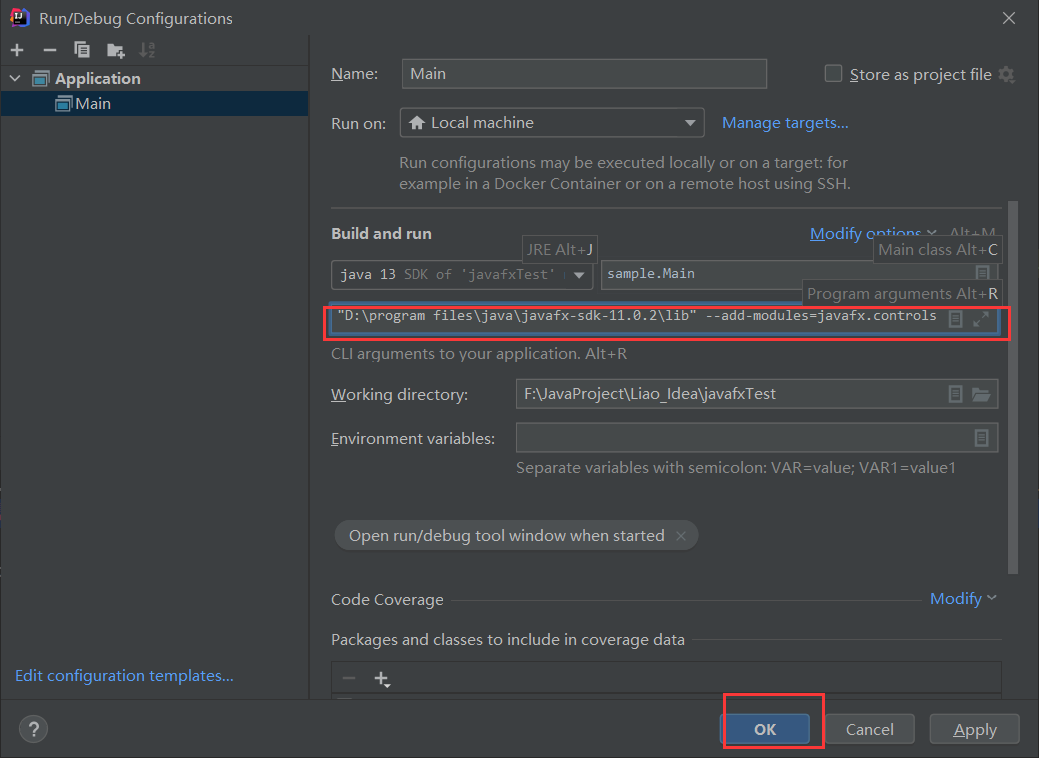 Run/Debug Configurations
Application
Main
Edit configuration templates...
Name:
Main
Store as project file
Run on:
Local machine
Manage targets...
Run configurations may be executed locally or on a target: for
example in a Docker Container or on a remote host using SSH.
Build and run
Modify options
Alt+M
JRE Alt+J
Main class Alt+C
java 13 SDK of 'javafxTest'
sample.Main
Program arguments Alt+R
"D:\program files\java\javafx-sdk-11.0.2\lib" --add-modules=javafx.controls
CLI arguments to your application. Alt+R
Working directory:
F:\JavaProject\Liao_Idea\javafxTest
Environment variables:
Separate variables with semicolon: VAR=value; VAR1=value1
Open run/debug tool window when started
Code Coverage
Modify
Packages and classes to include in coverage data
?
OK
Cancel
Apply